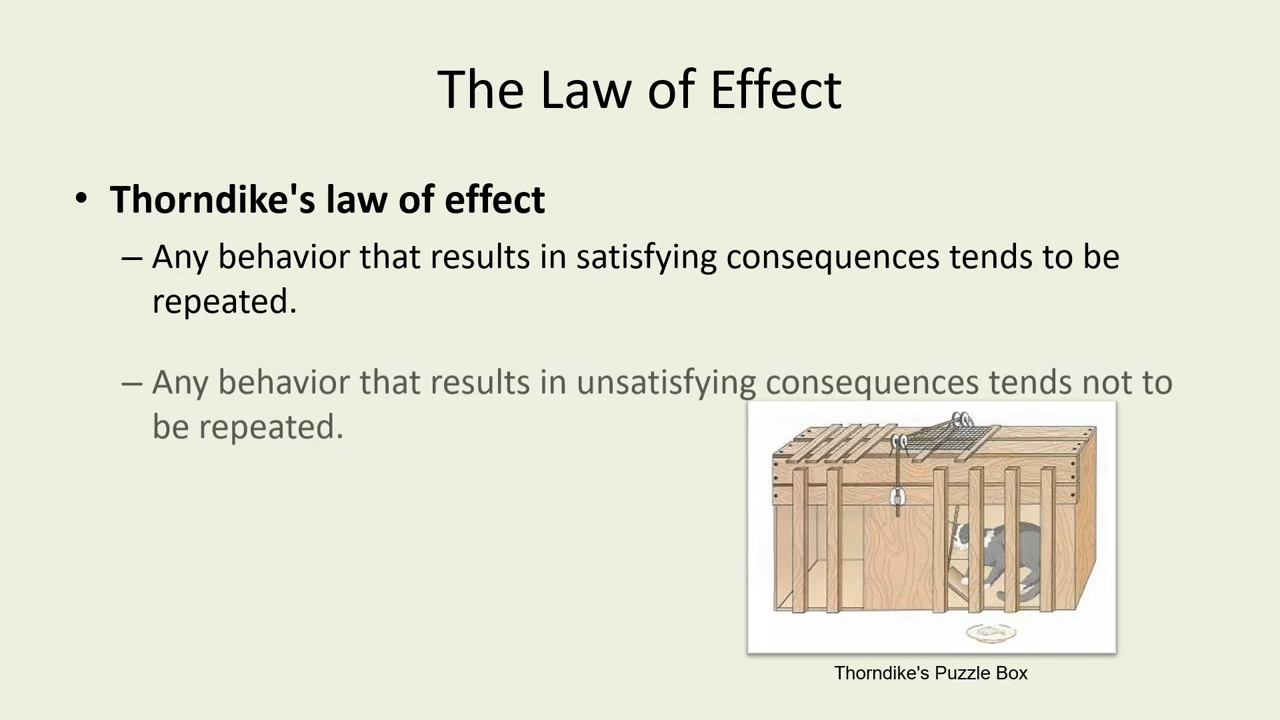 The Law of Effect
• Thorndike's law of effect
– Any behavior that results in satisfying consequences tends to be
repeated.
– Any behavior that results in unsatisfying consequences tends not to
be repeated.
Thorndike's Puzzle Box